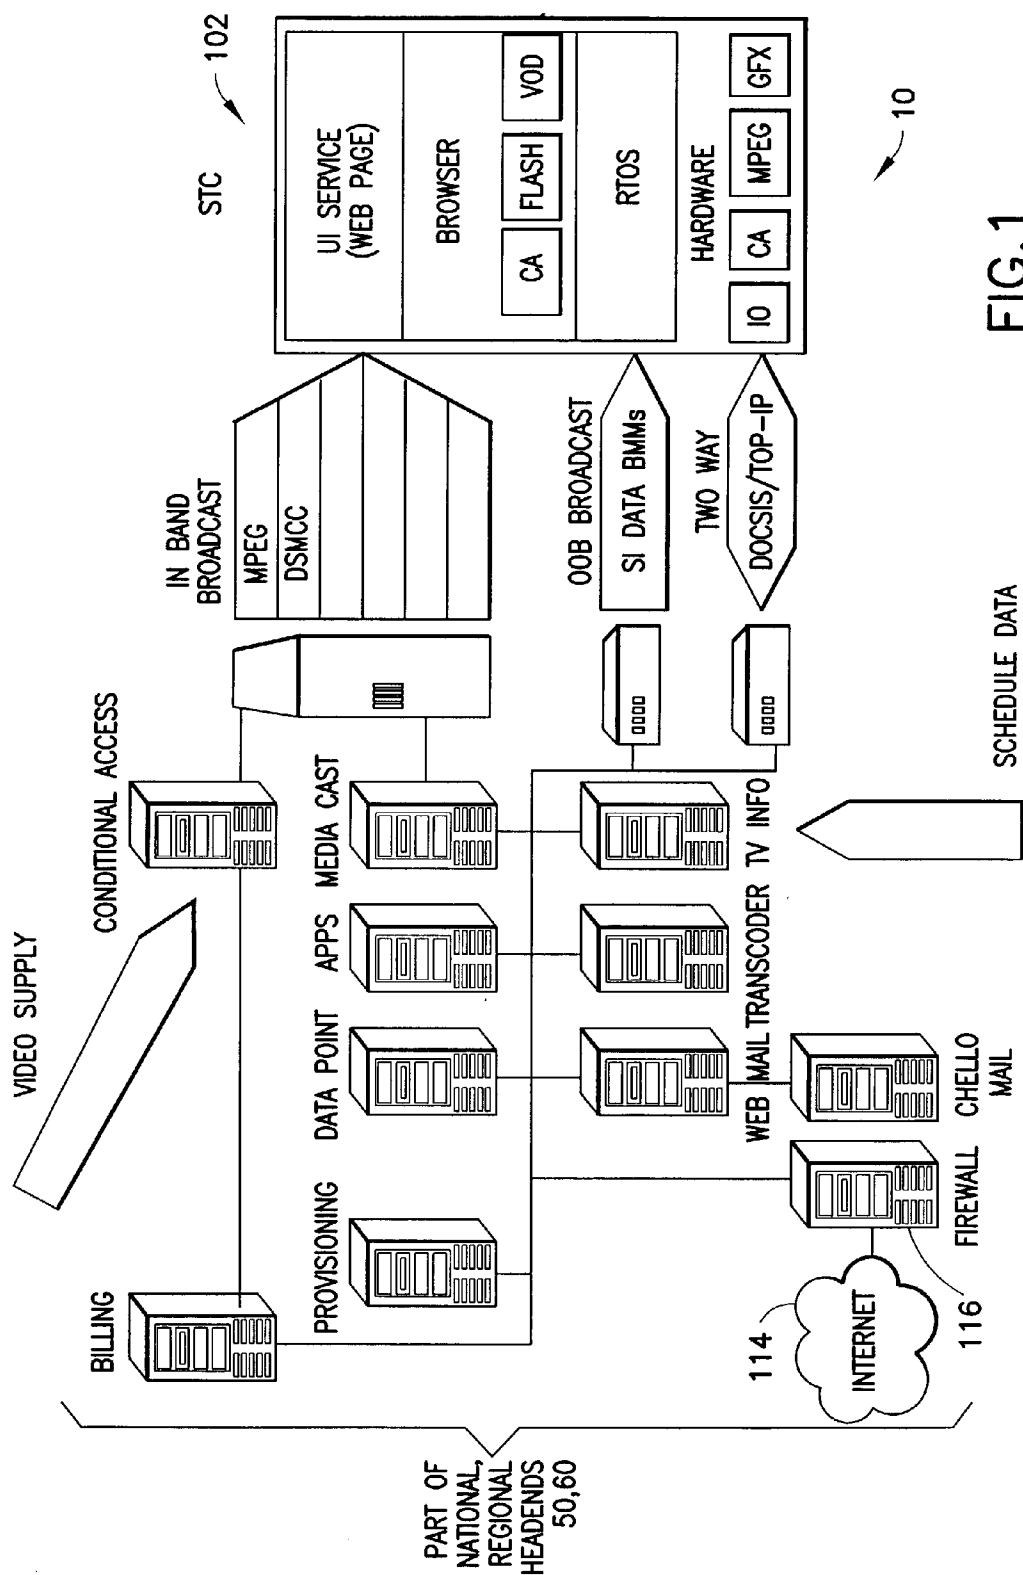 VIDEO SUPPLY
BILLING
CONDITIONAL ACCESS
IN BAND
BROADCAST
STC
102
PROVISIONING
DATA POINT
APPS
MEDIA CAST
MPEG
DSMCC
UI SERVICE
(WEB PAGE)
BROWSER
CA
FLASH
VOD
PART OF
NATIONAL,
REGIONAL
HEADENDS
50,60
OOB BROADCAST
SI DATA BMMs
RTOS
WEB MAIL
TRANSCODER
TV INFO
TWO WAY
DOCSIS/TOP-IP
HARDWARE
IO
CA
MPEG
GFX
114
INTERNET
116
FIREWALL
CHELLO
MAIL
SCHEDULE DATA
10
FIG.1